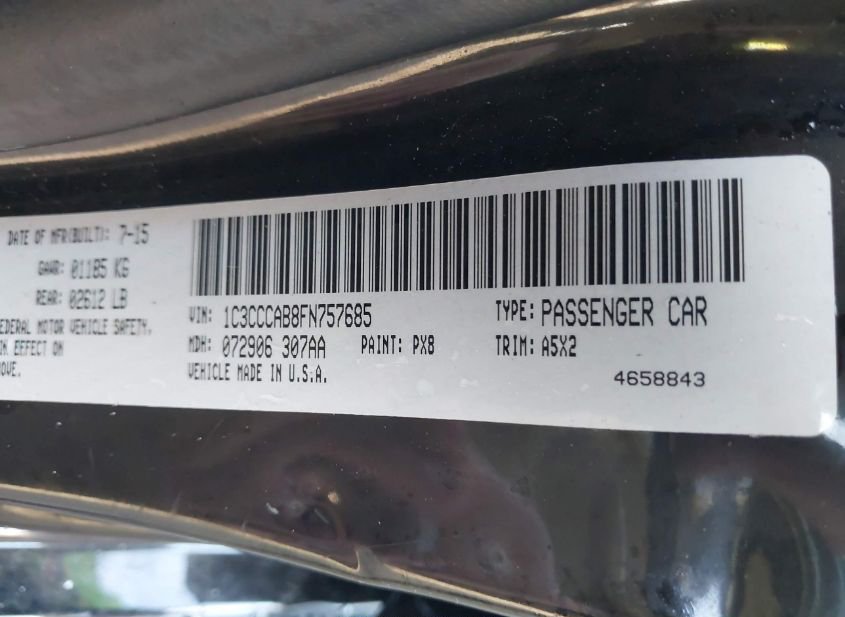 DATE OF MFR(BUILT): 7-15
GAWR: 01185 KG
REAR: 02612 LB
EDERAL MOTOR VEHICLE SAFETY.
IN EFFECT ON
OVE.
VIN: 1C3CCCAB8FN757685 TYPE: PASSENGER CAR
MDH: 072906 307AA PAINT: PX8 TRIM: A5X2
VEHICLE MADE IN U.S.A. 4658843